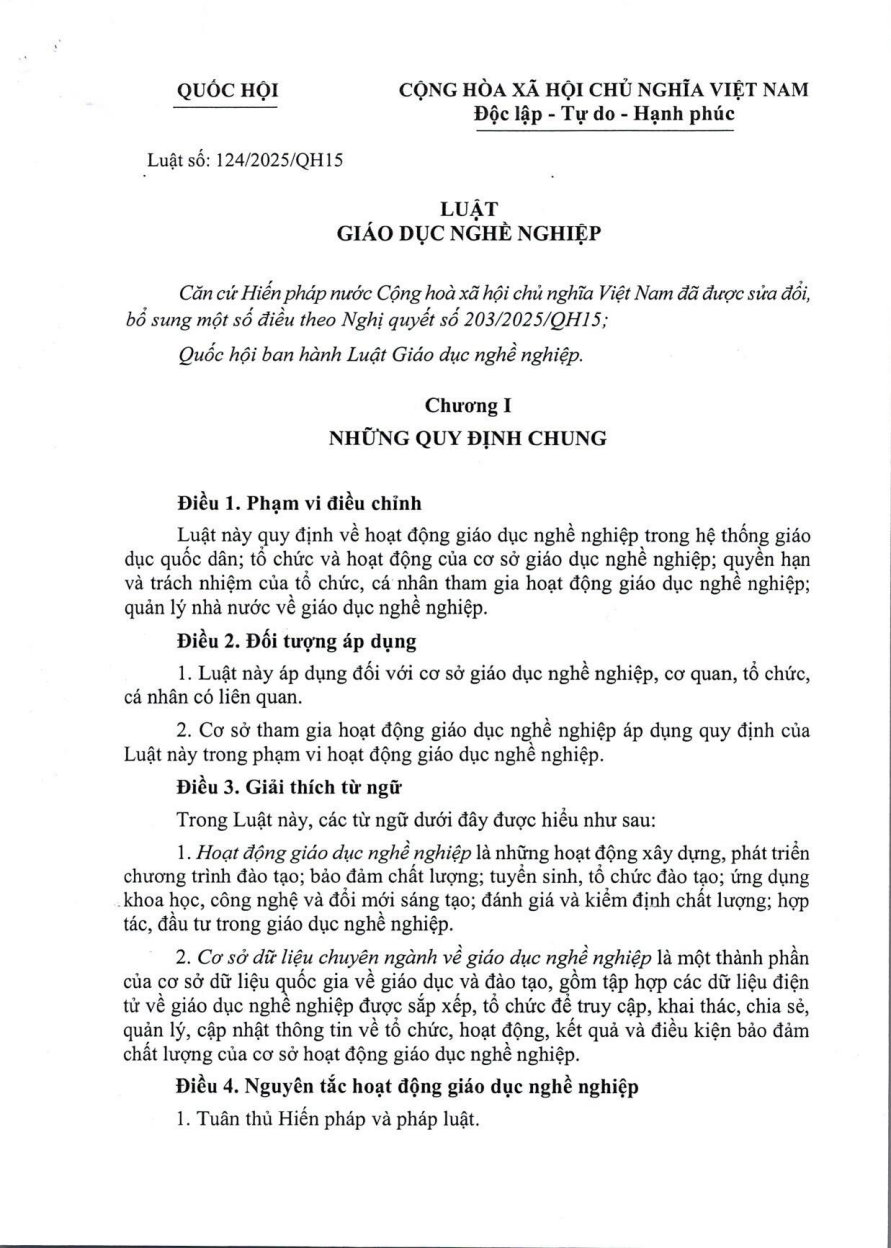 QUỐC HỘI
CỘNG HÒA XÃ HỘI CHỦ NGHĨA VIỆT NAM
Độc lập - Tự do - Hạnh phúc
Luật số: 124/2025/QH15
LUẬT
GIÁO DỤC NGHỀ NGHIỆP
Căn cứ Hiến pháp nước Cộng hoà xã hội chủ nghĩa Việt Nam đã được sửa đổi,
bổ sung một số điều theo Nghị quyết số 203/2025/QH15;
Quốc hội ban hành Luật Giáo dục nghề nghiệp.
Chương I
NHỮNG QUY ĐỊNH CHUNG
Điều 1. Phạm vi điều chỉnh
Luật này quy định về hoạt động giáo dục nghề nghiệp trong hệ thống giáo
dục quốc dân; tổ chức và hoạt động của cơ sở giáo dục nghề nghiệp; quyền hạn
và trách nhiệm của tổ chức, cá nhân tham gia hoạt động giáo dục nghề nghiệp;
quản lý nhà nước về giáo dục nghề nghiệp.
Điều 2. Đối tượng áp dụng
1. Luật này áp dụng đối với cơ sở giáo dục nghề nghiệp, cơ quan, tổ chức,
cá nhân có liên quan.
2. Cơ sở tham gia hoạt động giáo dục nghề nghiệp áp dụng quy định của
Luật này trong phạm vi hoạt động giáo dục nghề nghiệp.
Điều 3. Giải thích từ ngữ
Trong Luật này, các từ ngữ dưới đây được hiểu như sau:
1. Hoạt động giáo dục nghề nghiệp là những hoạt động xây dựng, phát triển
chương trình đào tạo; bảo đảm chất lượng; tuyển sinh, tổ chức đào tạo; ứng dụng
khoa học, công nghệ và đổi mới sáng tạo; đánh giá và kiểm định chất lượng; hợp
tác, đầu tư trong giáo dục nghề nghiệp.
2. Cơ sở dữ liệu chuyên ngành về giáo dục nghề nghiệp là một thành phần
của cơ sở dữ liệu quốc gia về giáo dục và đào tạo, gồm tập hợp các dữ liệu điện
tử về giáo dục nghề nghiệp được sắp xếp, tổ chức để truy cập, khai thác, chia sẻ,
quản lý, cập nhật thông tin về tổ chức, hoạt động, kết quả và điều kiện bảo đảm
chất lượng của cơ sở hoạt động giáo dục nghề nghiệp.
Điều 4. Nguyên tắc hoạt động giáo dục nghề nghiệp
1. Tuân thủ Hiến pháp và pháp luật.